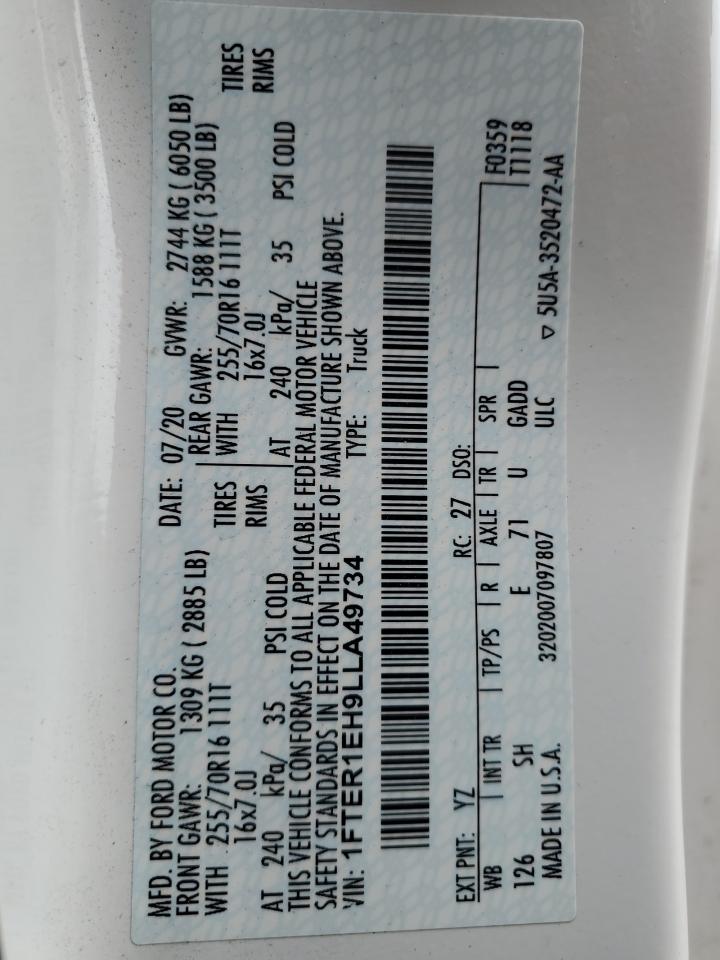 MFD. BY FORD MOTOR CO. DATE: 07/20 GVWR: 2744 KG ( 6050 LB)
FRONT GAWR: 1309 KG ( 2885 LB) REAR GAWR: 1588 KG ( 3500 LB)
WITH 255/70R16 111T TIRES WITH 255/70R16 111T TIRES
16x7.0J RIMS 16x7.0J RIMS
AT 240 kPa/ 35 PSI COLD AT 240 kPa/ 35 PSI COLD
THIS VEHICLE CONFORMS TO ALL APPLICABLE FEDERAL MOTOR VEHICLE
SAFETY STANDARDS IN EFFECT ON THE DATE OF MANUFACTURE SHOWN ABOVE.
VIN: 1FTER1EH9LLA49734 TYPE: Truck
EXT PNT: YZ RC: 27 DSO:
WB INT TR TP/PS R AXLE TR SPR F0359
126 SH E 71 U GADD T1118
MADE IN U.S.A. 3202007097807 ULC ▽ 5U5A-3520472-AA